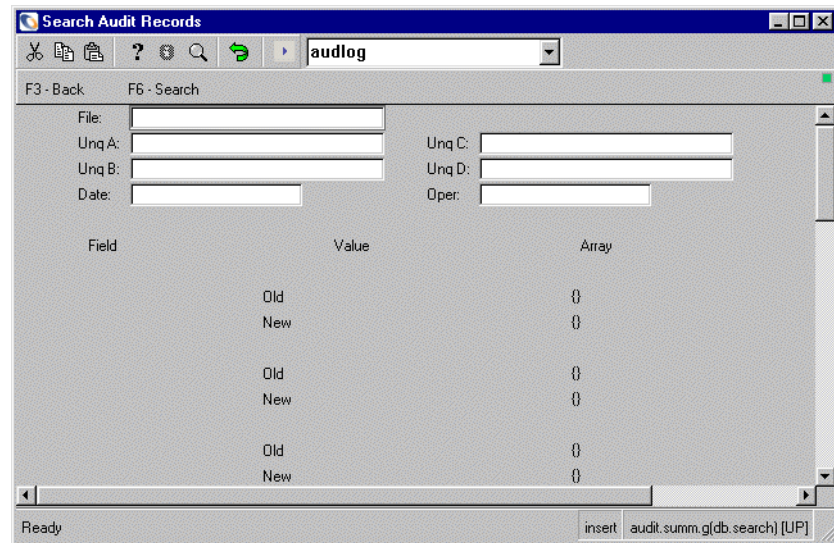 Search Audit Records
audlog
F3 - Back F6 - Search
File:
Unq A: Unq C:
Unq B: Unq D:
Date: Oper:
Field Value Array
Old {}
New {}
Old {}
New {}
Old {}
New {}
Ready insert audit.summ.g(db.search) [UP]